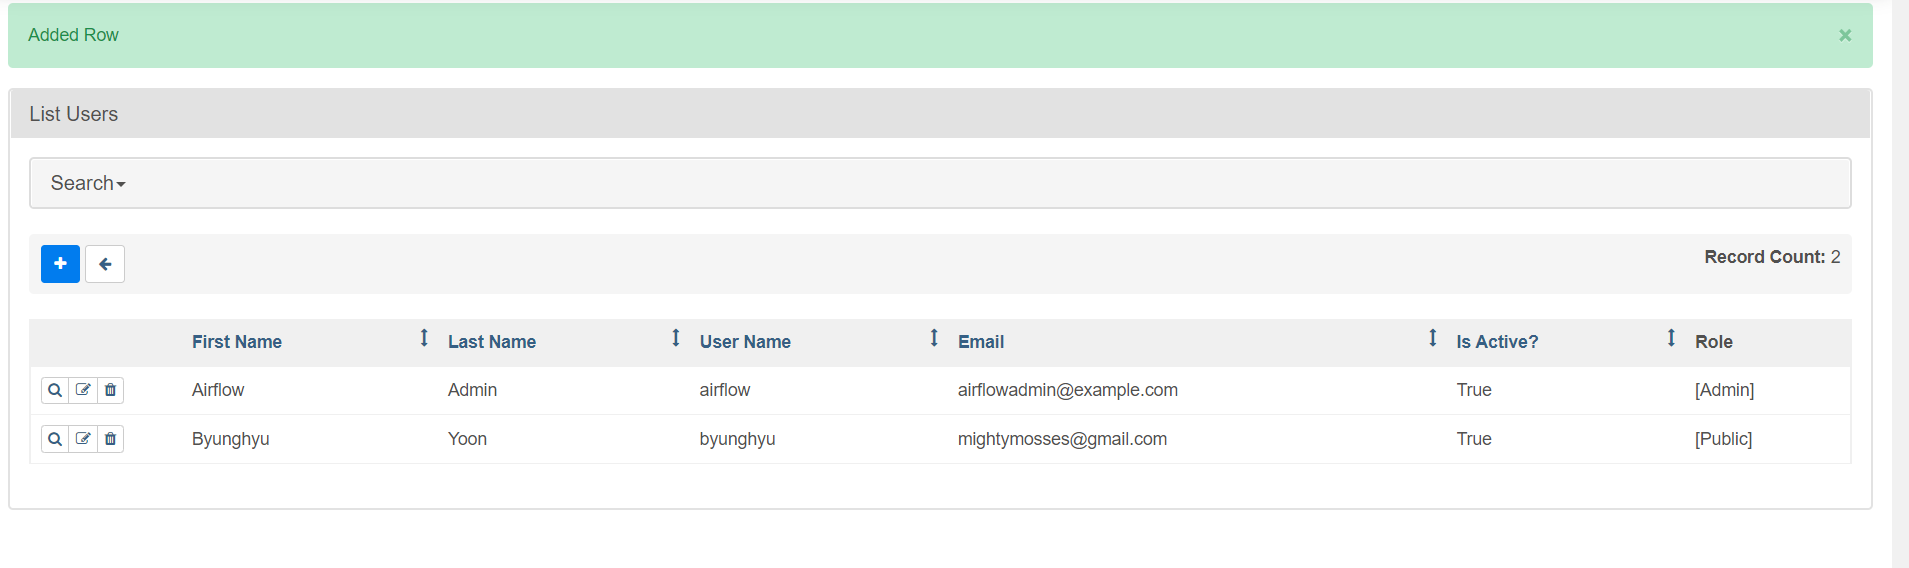 Added Row ×
List Users
Search
Record Count: 2
First Name Last Name User Name Email Is Active? Role
Airflow Admin airflow airflowadmin@example.com True [Admin]
Byunghyu Yoon byunghyu mightymosses@gmail.com True [Public]